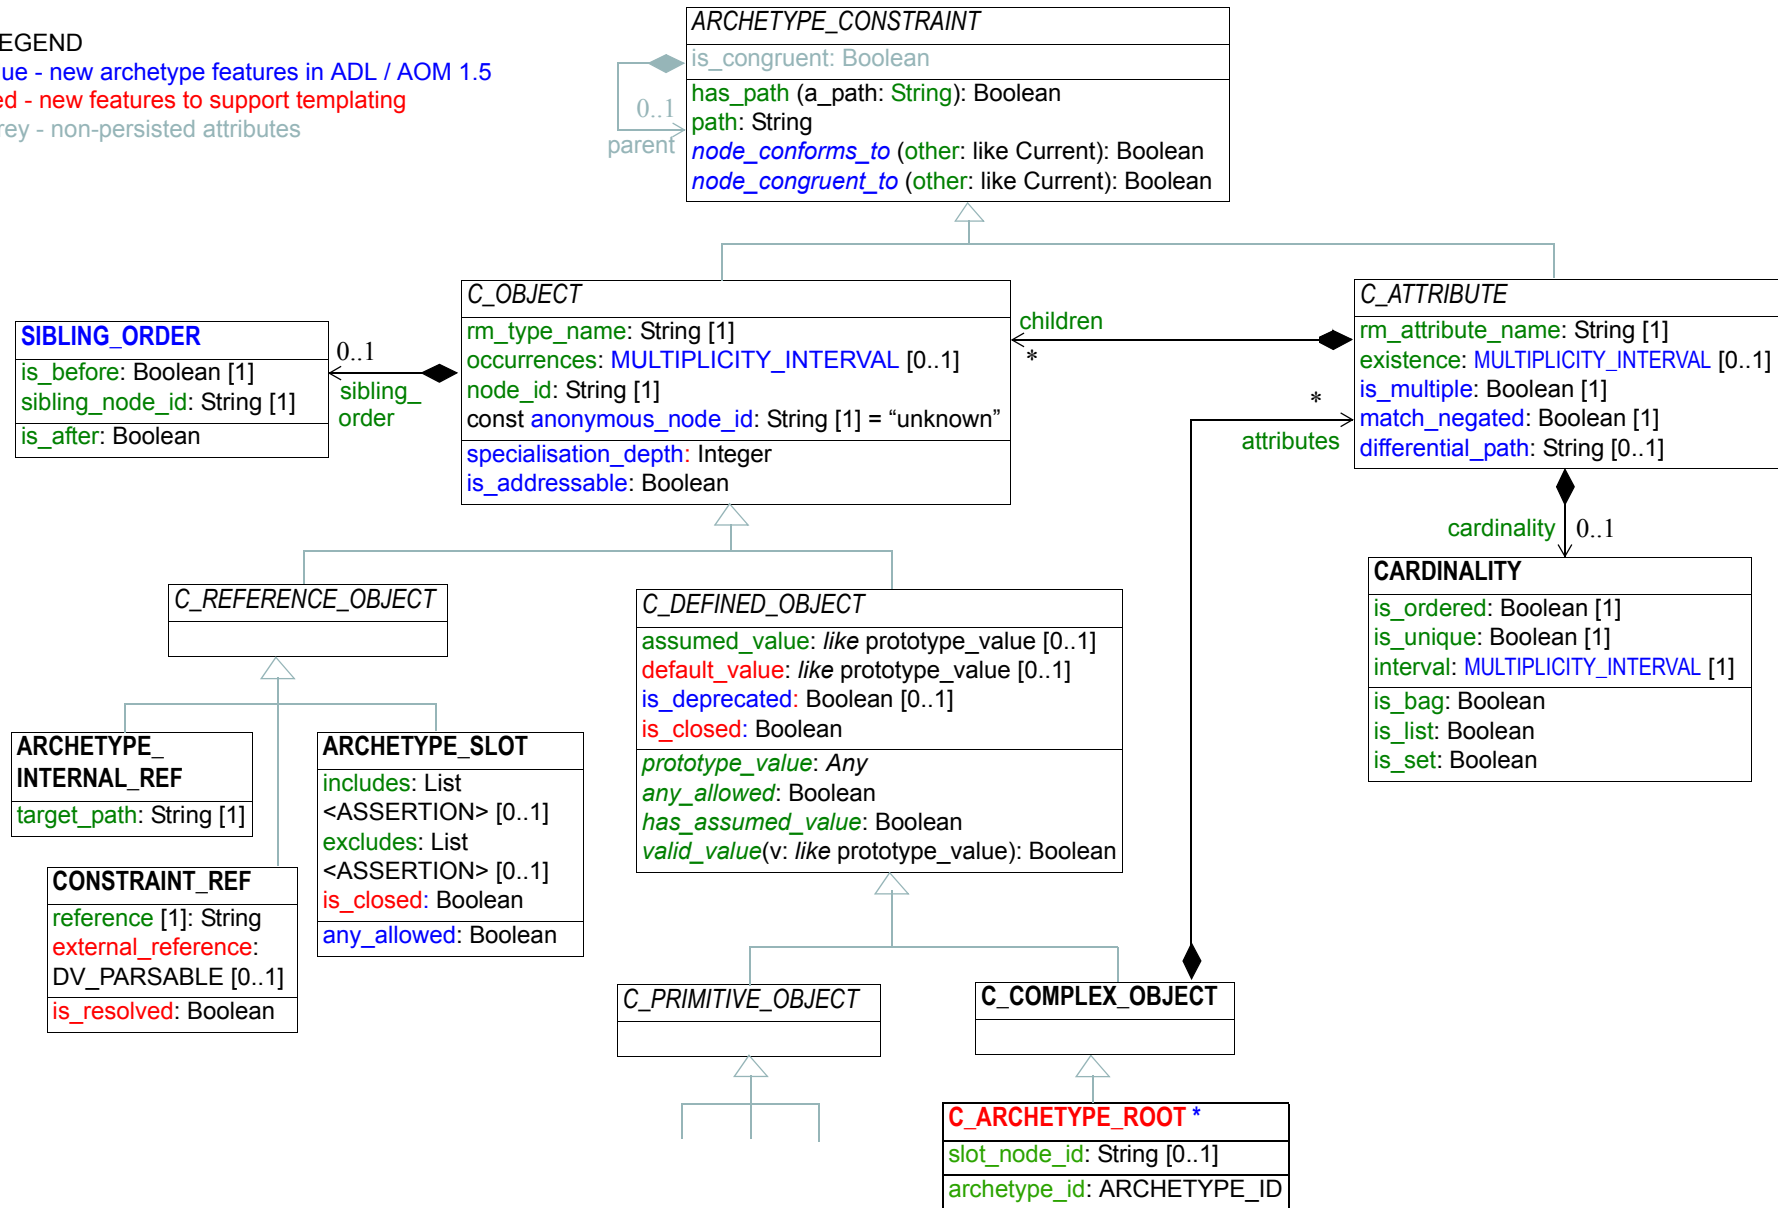 EGEND
ue - new archetype features in ADL / AOM 1.5
ed - new features to support templating
rey - non-persisted attributes
ARCHETYPE_CONSTRAINT
is_congruent: Boolean
has_path (a_path: String): Boolean
path: String
node_conforms_to (other: like Current): Boolean
node_congruent_to (other: like Current): Boolean
0..1
parent
SIBLING_ORDER
is_before: Boolean [1]
sibling_node_id: String [1]
is_after: Boolean
0..1
sibling_
order
C_OBJECT
rm_type_name: String [1]
occurrences: MULTIPLICITY_INTERVAL [0..1]
node_id: String [1]
const anonymous_node_id: String [1] = “unknown”
specialisation_depth: Integer
is_addressable: Boolean
children
*
*
attributes
C_ATTRIBUTE
rm_attribute_name: String [1]
existence: MULTIPLICITY_INTERVAL [0..1]
is_multiple: Boolean [1]
match_negated: Boolean [1]
differential_path: String [0..1]
cardinality
0..1
CARDINALITY
is_ordered: Boolean [1]
is_unique: Boolean [1]
interval: MULTIPLICITY_INTERVAL [1]
is_bag: Boolean
is_list: Boolean
is_set: Boolean
C_REFERENCE_OBJECT
C_DEFINED_OBJECT
assumed_value: like prototype_value [0..1]
default_value: like prototype_value [0..1]
is_deprecated: Boolean [0..1]
is_closed: Boolean
prototype_value: Any
any_allowed: Boolean
has_assumed_value: Boolean
valid_value(v: like prototype_value): Boolean
ARCHETYPE_
INTERNAL_REF
target_path: String [1]
ARCHETYPE_SLOT
includes: List
<ASSERTION> [0..1]
excludes: List
<ASSERTION> [0..1]
is_closed: Boolean
any_allowed: Boolean
CONSTRAINT_REF
reference [1]: String
external_reference:
DV_PARSABLE [0..1]
is_resolved: Boolean
C_PRIMITIVE_OBJECT
C_COMPLEX_OBJECT
C_ARCHETYPE_ROOT *
slot_node_id: String [0..1]
archetype_id: ARCHETYPE_ID